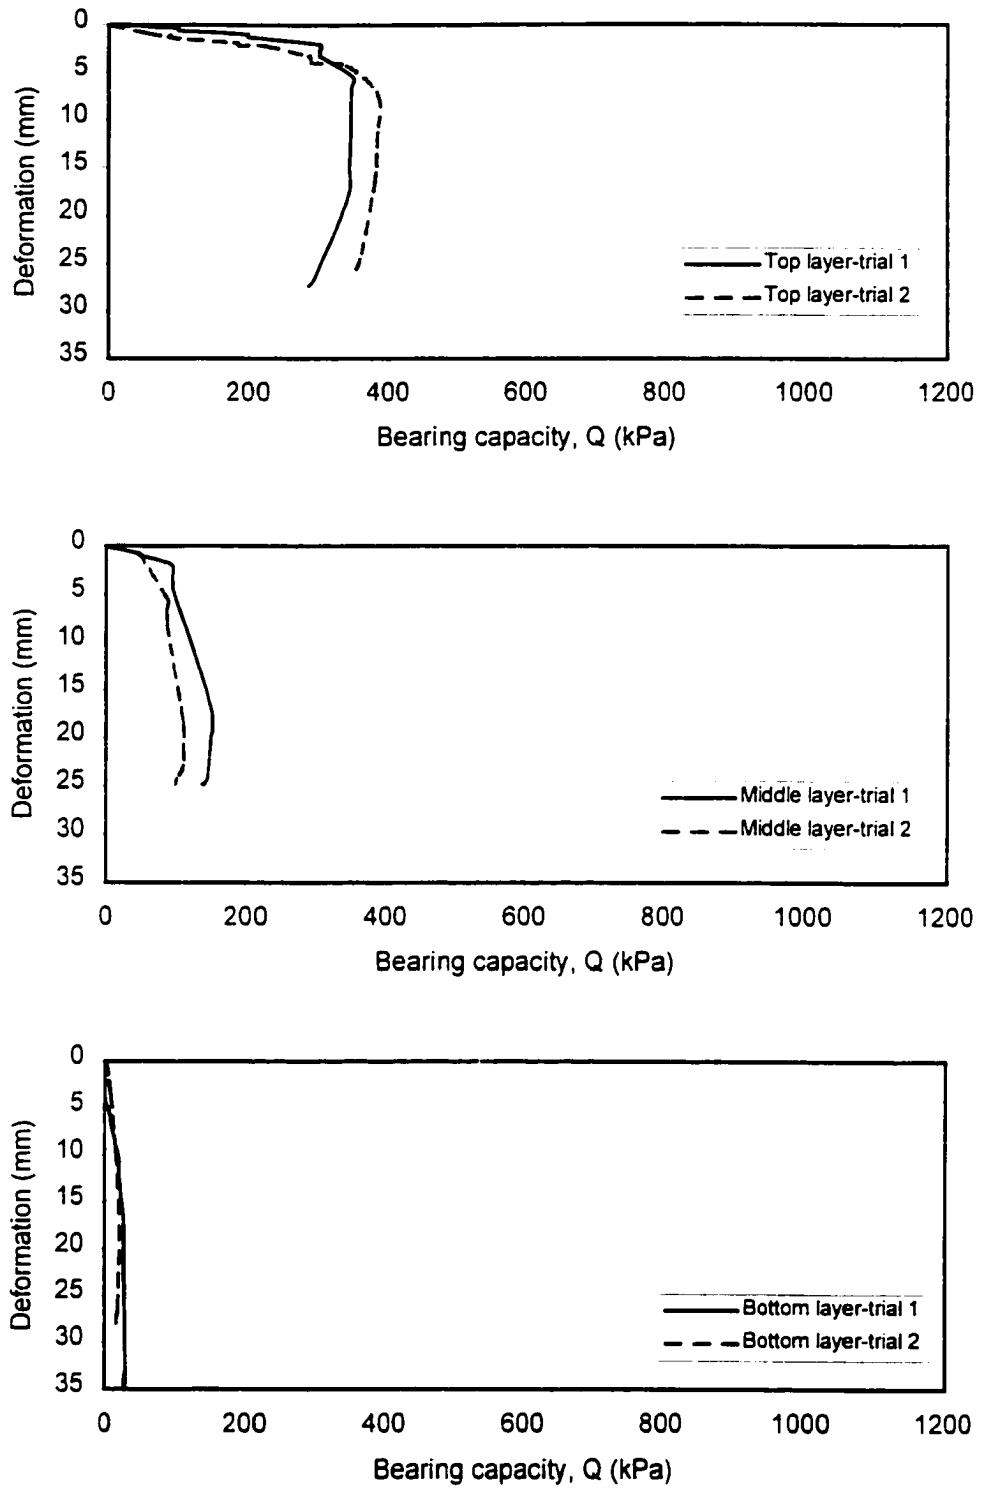 0
5
10
15
20
25
30
35
Deformation (mm)
Top layer-trial 1
Top layer-trial 2
0 200 400 600 800 1000 1200
Bearing capacity, Q (kPa)
0
5
10
15
20
25
30
35
Deformation (mm)
Middle layer-trial 1
Middle layer-trial 2
0 200 400 600 800 1000 1200
Bearing capacity, Q (kPa)
0
5
10
15
20
25
30
35
Deformation (mm)
Bottom layer-trial 1
Bottom layer-trial 2
0 200 400 600 800 1000 1200
Bearing capacity, Q (kPa)